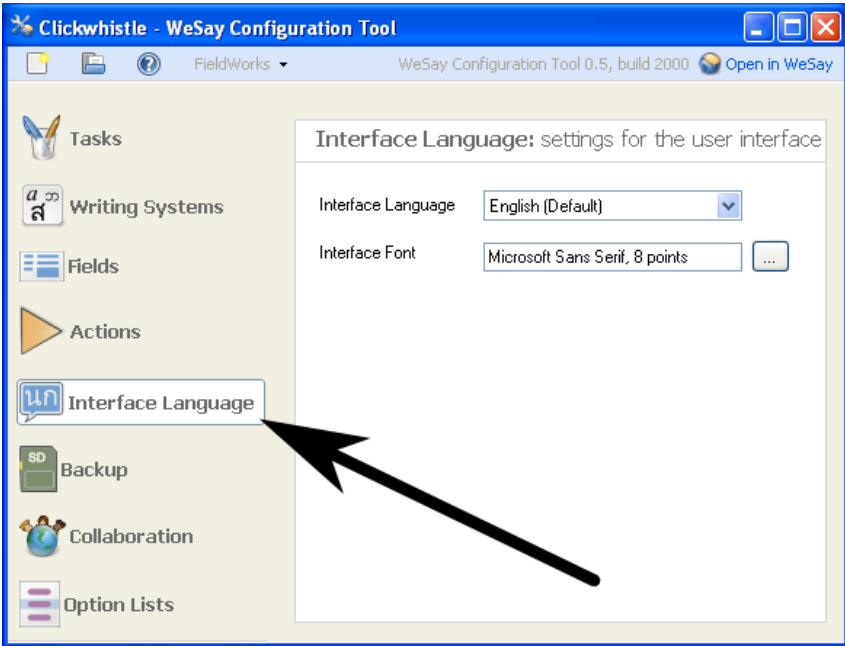 Clickwhistle - WeSay Configuration Tool
FieldWorks WeSay Configuration Tool 0.5, build 2000 Open in WeSay
Tasks
a ဘ
ส
Writing Systems
Fields
Actions
นก
Interface Language
SD
Backup
Collaboration
Option Lists
Interface Language: settings for the user interface
Interface Language English (Default)
Interface Font Microsoft Sans Serif, 8 points ...